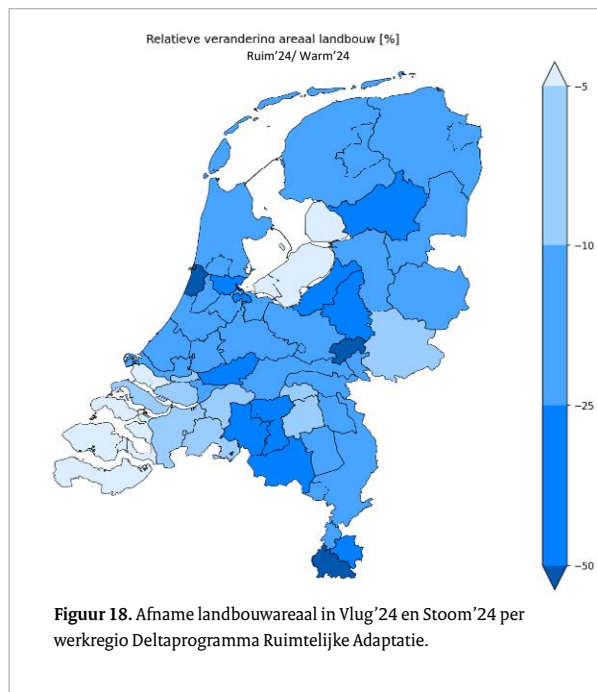 Relatieve verandering areaal landbouw [%]
Ruim’24/ Warm’24
−5
−10
−25
−50
Figuur 18. Afname landbouwareaal in Vlug’24 en Stoom’24 per
werkregio Deltaprogramma Ruimtelijke Adaptatie.